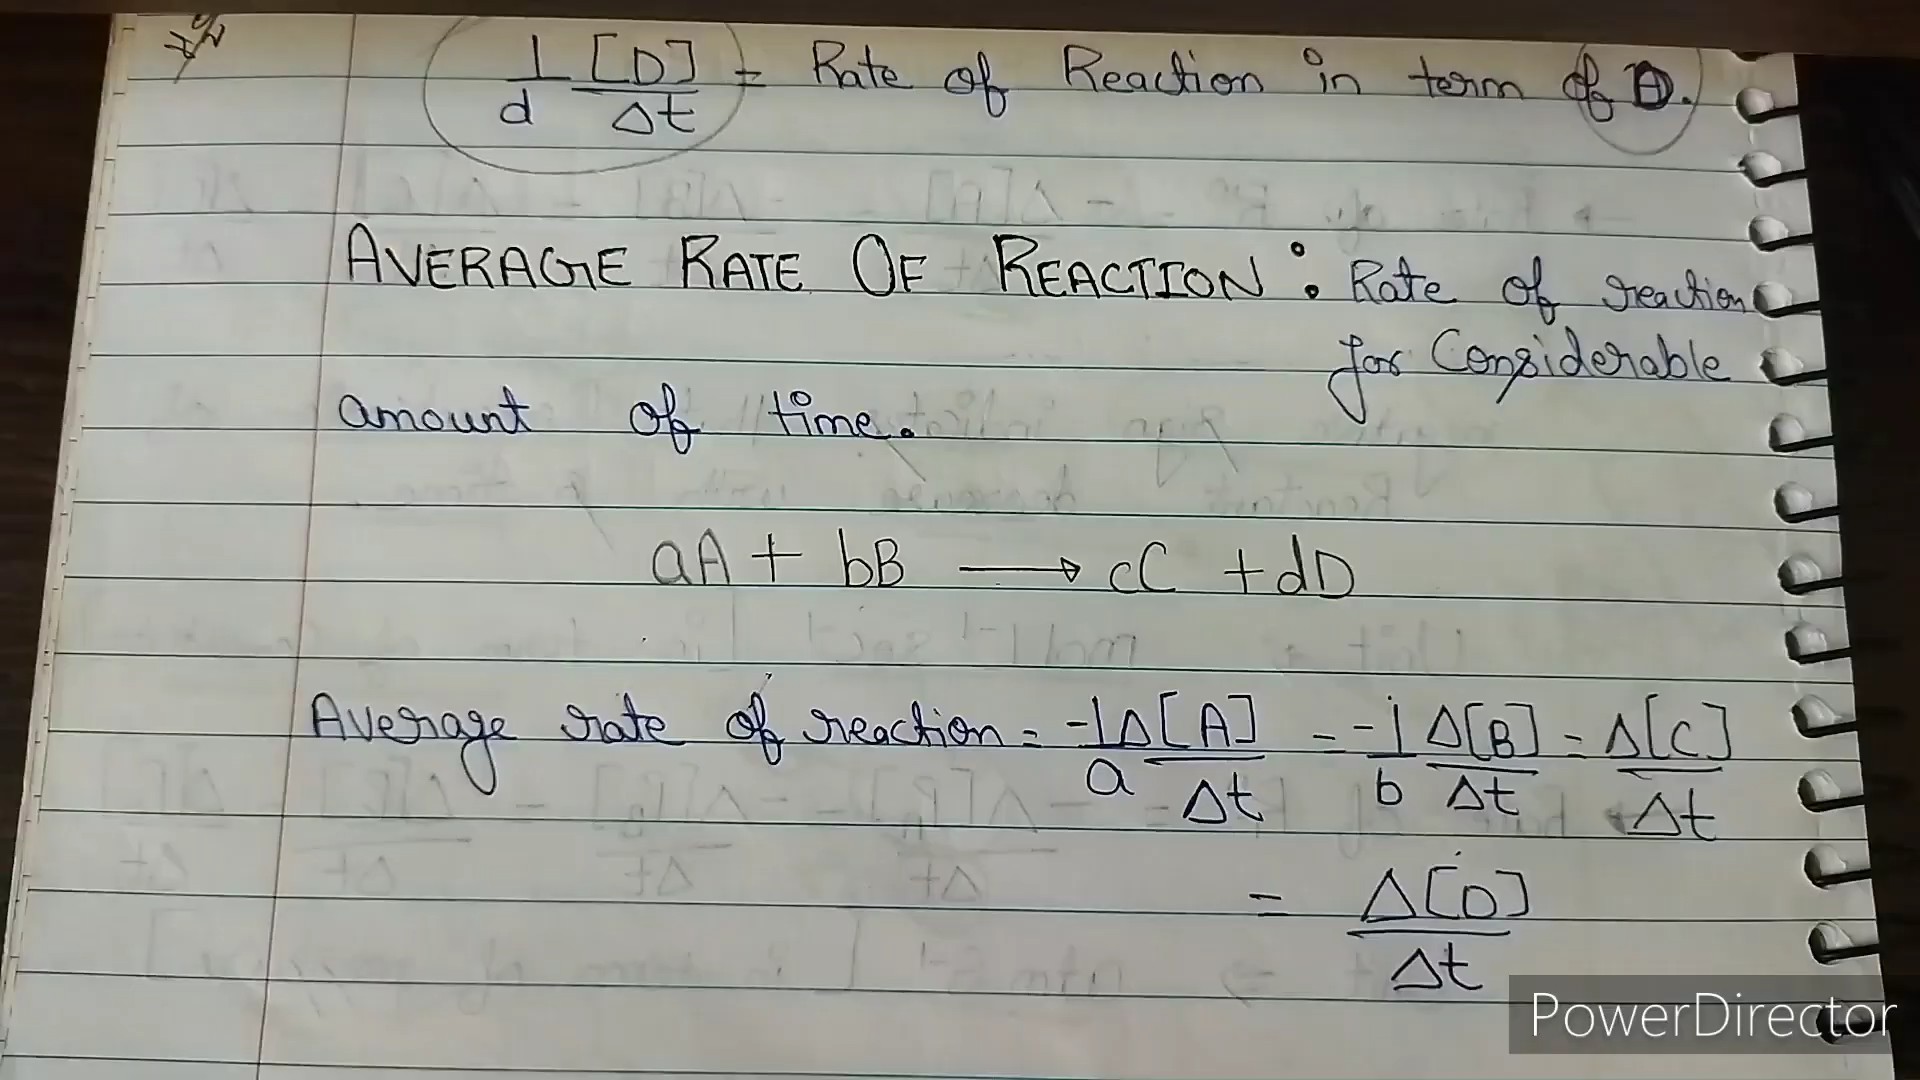 1/d [D]/Δt = Rate of Reaction in term of D.
AVERAGE RATE OF REACTION: Rate of reaction
for Considerable
amount of time.
aA + bB → cC + dD
Average rate of reaction = -1/a Δ[A]/Δt = -1/b Δ[B]/Δt = Δ[C]/Δt
= Δ[D]/Δt
PowerDirector